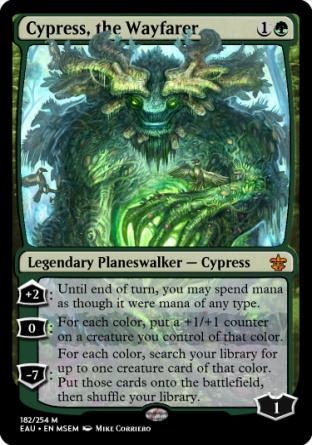 Cypress, the Wayfarer 1
Legendary Planeswalker — Cypress
+2: Until end of turn, you may spend mana
as though it were mana of any type.
0: For each color, put a +1/+1 counter
on a creature you control of that color.
-7: For each color, search your library for
up to one creature card of that color.
Put those cards onto the battlefield,
then shuffle your library.
1
182/254 M
EAU • EN MSEM MIKE CORRIERO